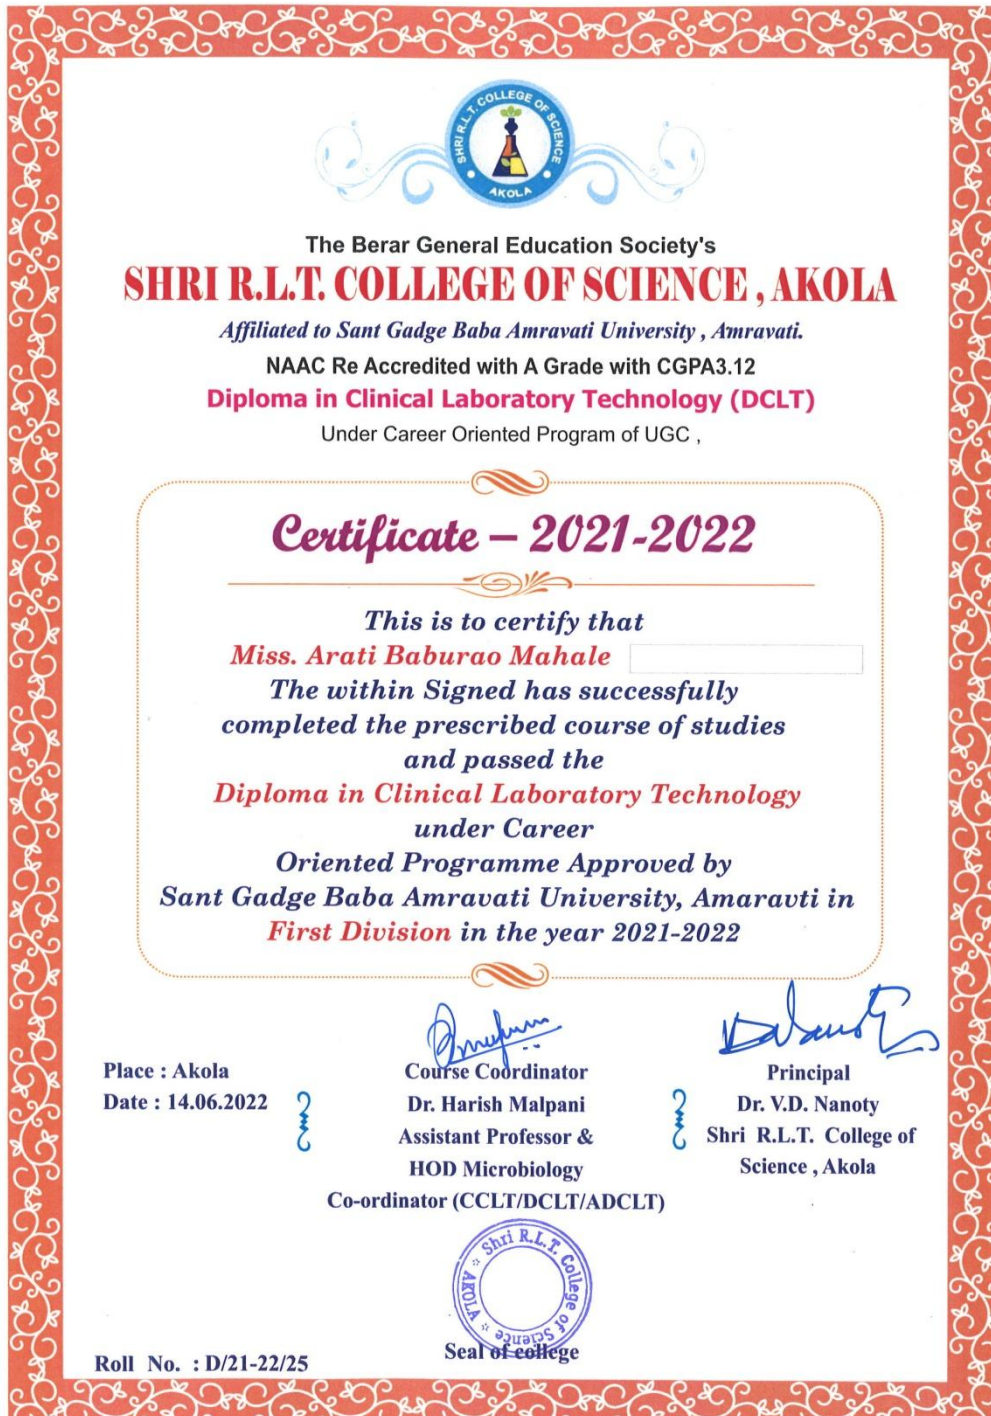 SHRI R.L.T. COLLEGE OF SCIENCE
AKOLA
The Berar General Education Society's
SHRI R.L.T. COLLEGE OF SCIENCE , AKOLA
Affiliated to Sant Gadge Baba Amravati University , Amravati.
NAAC Re Accredited with A Grade with CGPA3.12
Diploma in Clinical Laboratory Technology (DCLT)
Under Career Oriented Program of UGC ,
Certificate – 2021-2022
This is to certify that
Miss. Arati Baburao Mahale
The within Signed has successfully
completed the prescribed course of studies
and passed the
Diploma in Clinical Laboratory Technology
under Career
Oriented Programme Approved by
Sant Gadge Baba Amravati University, Amaravti in
First Division in the year 2021-2022
Place : Akola
Date : 14.06.2022
Course Coordinator
Dr. Harish Malpani
Assistant Professor &
HOD Microbiology
Co-ordinator (CCLT/DCLT/ADCLT)
Principal
Dr. V.D. Nanoty
Shri R.L.T. College of
Science , Akola
Shri R.L.T. College of Science
AKOLA
Seal of college
Roll No. : D/21-22/25